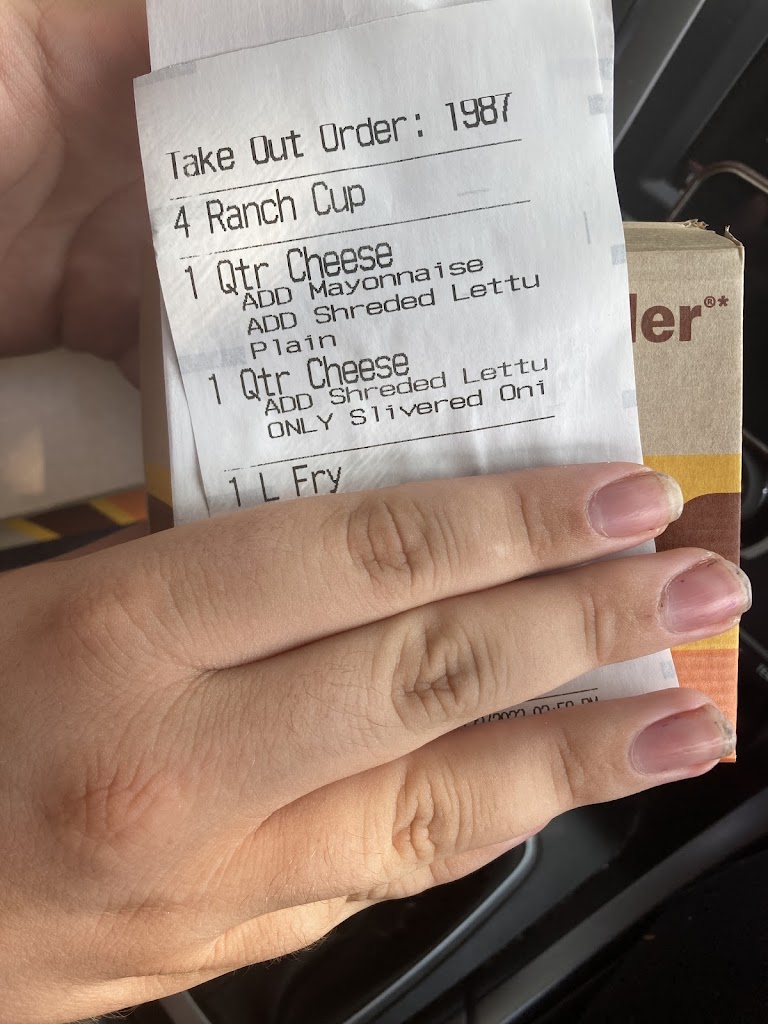 Take Out Order: 1987
4 Ranch Cup
1 Qtr Cheese
ADD Mayonnaise
ADD Shreded Lettu
Plain
1 Qtr Cheese
ADD Shreded Lettu
ONLY Slivered Oni
1 L Fry
ler®*